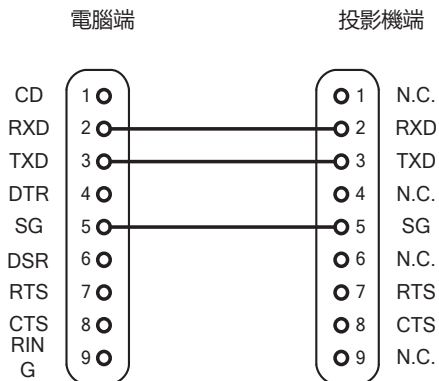 電腦端 投影機端
CD 1 1 N.C.
RXD 2 2 RXD
TXD 3 3 TXD
DTR 4 4 N.C.
SG 5 5 SG
DSR 6 6 N.C.
RTS 7 7 RTS
CTS 8 8 CTS
RIN
G 9 9 N.C.